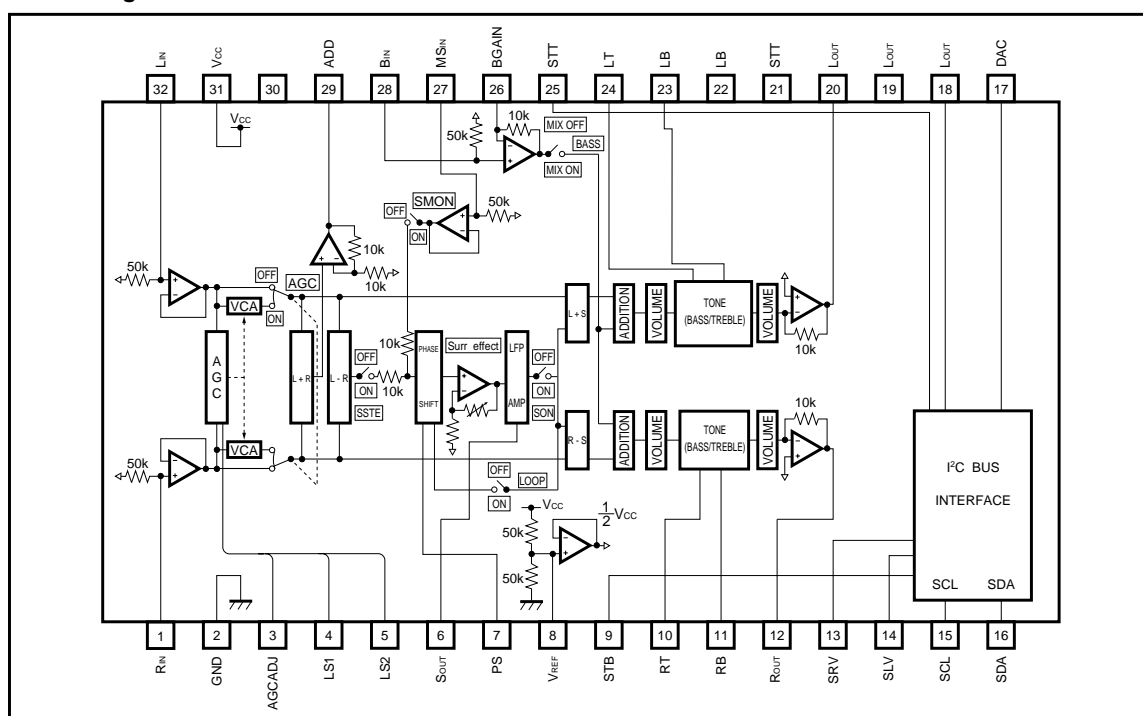 LIN
VCC
ADD
BIN
MSIN
BGAIN
STT
LT
LB
LB
STT
LOUT
LOUT
LOUT
DAC
32
31
30
29
28
27
26
25
24
23
22
21
20
19
18
17
VCC
50k
10k
MIX OFF
BASS
MIX ON
SMON
OFF
ON
50k
10k
10k
50k
OFF
AGC
VCA
ON
AGC
L + R
L - R
10k
OFF
10k
ON
SSTE
PHASE
SHIFT
Surr effect
LFP
AMP
OFF
ON
SON
L + S
ADDITION
VOLUME
TONE
(BASS/TREBLE)
VOLUME
10k
R - S
ADDITION
VOLUME
TONE
(BASS/TREBLE)
VOLUME
10k
VCA
50k
OFF
LOOP
ON
VCC
50k
50k
1/2 VCC
I²C BUS
INTERFACE
SCL
SDA
1
2
3
4
5
6
7
8
9
10
11
12
13
14
15
16
RIN
GND
AGCADJ
LS1
LS2
SOUT
PS
VREF
STB
RT
RB
ROUT
SRV
SLV
SCL
SDA